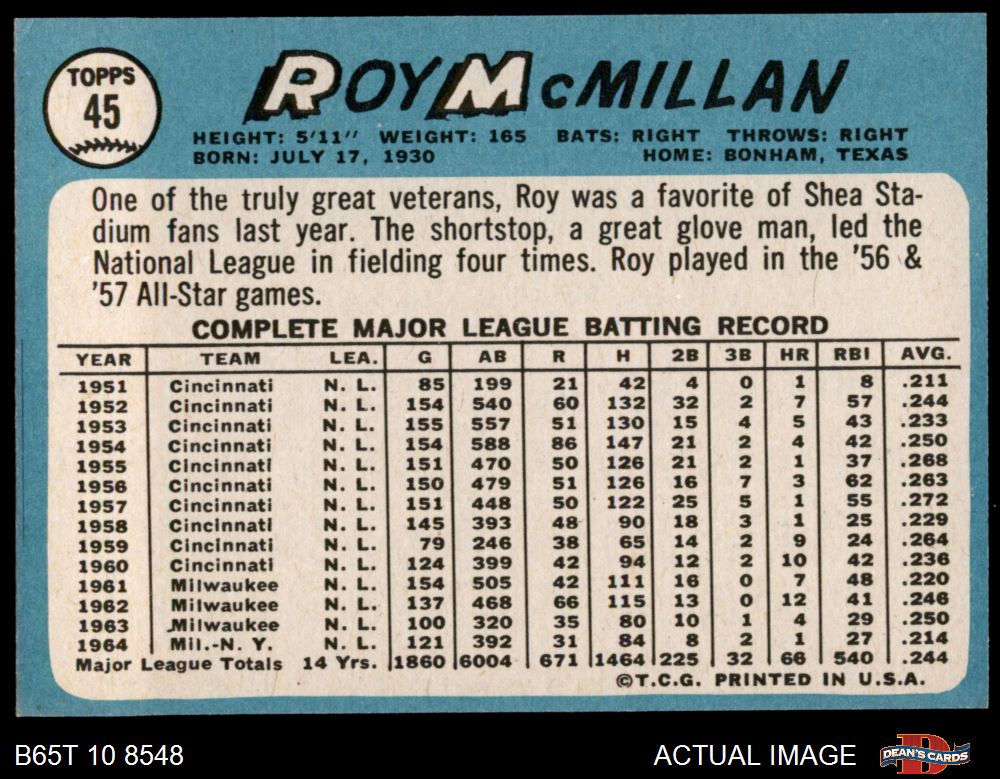 TOPPS
45
ROY McMILLAN
HEIGHT: 5'11" WEIGHT: 165 BATS: RIGHT THROWS: RIGHT
BORN: JULY 17, 1930 HOME: BONHAM, TEXAS
One of the truly great veterans, Roy was a favorite of Shea Sta-
dium fans last year. The shortstop, a great glove man, led the
National League in fielding four times. Roy played in the '56 &
'57 All-Star games.
COMPLETE MAJOR LEAGUE BATTING RECORD
YEAR TEAM LEA. G AB R H 2B 3B HR RBI AVG.
1951 Cincinnati N. L. 85 199 21 42 4 0 1 8 .211
1952 Cincinnati N. L. 154 540 60 132 32 2 7 57 .244
1953 Cincinnati N. L. 155 557 51 130 15 4 5 43 .233
1954 Cincinnati N. L. 154 588 86 147 21 2 4 42 .250
1955 Cincinnati N. L. 151 470 50 126 21 2 1 37 .268
1956 Cincinnati N. L. 150 479 51 126 16 7 3 62 .263
1957 Cincinnati N. L. 151 448 50 122 25 5 1 55 .272
1958 Cincinnati N. L. 145 393 48 90 18 3 1 25 .229
1959 Cincinnati N. L. 79 246 38 65 14 2 9 24 .264
1960 Cincinnati N. L. 124 399 42 94 12 2 10 42 .236
1961 Milwaukee N. L. 154 505 42 111 16 0 7 48 .220
1962 Milwaukee N. L. 137 468 66 115 13 0 12 41 .246
1963 Milwaukee N. L. 100 320 35 80 10 1 4 29 .250
1964 Mil.-N. Y. N. L. 121 392 31 84 8 2 1 27 .214
Major League Totals 14 Yrs. 1860 6004 671 1464 225 32 66 540 .244
©T.C.G. PRINTED IN U.S.A.
B65T 10 8548 ACTUAL IMAGE D DEAN'S CARDS